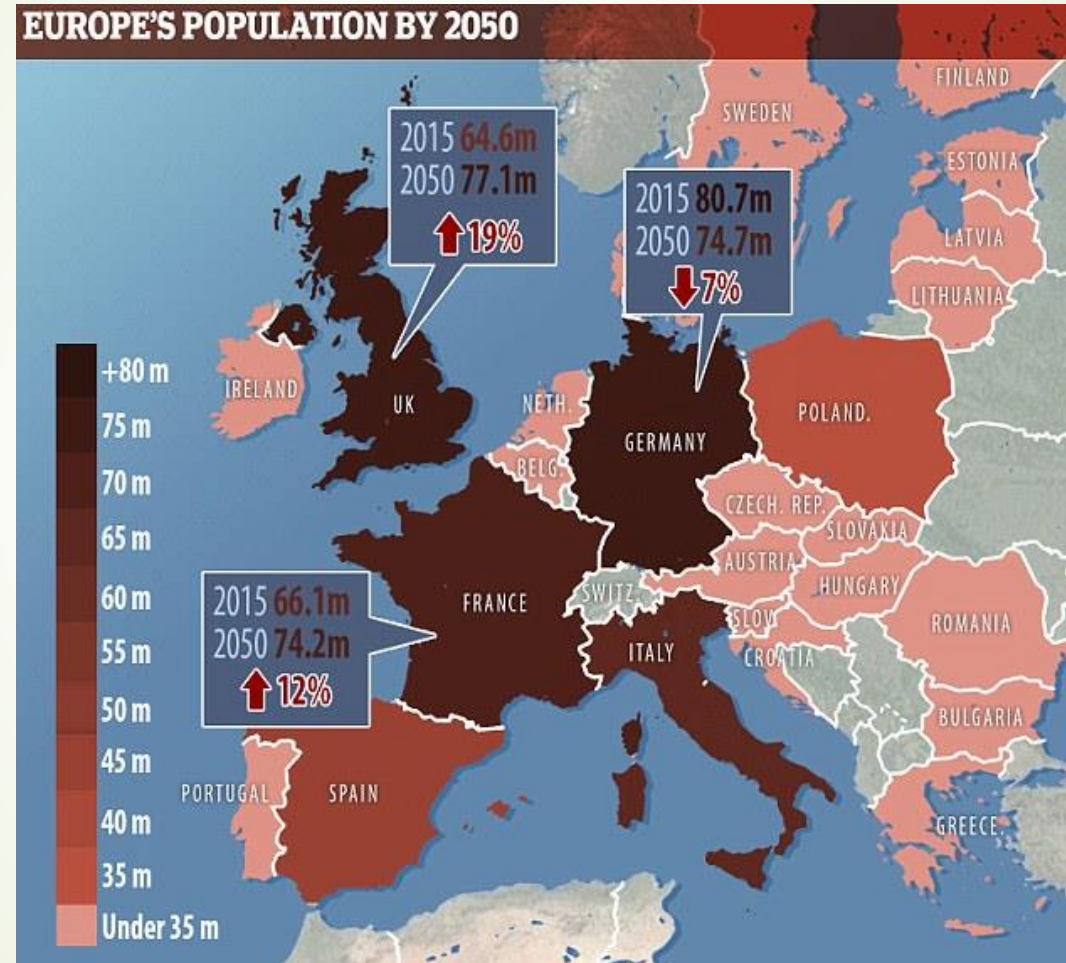 EUROPE'S POPULATION BY 2050
FINLAND
SWEDEN
2015 64.6m
2050 77.1m
19%
ESTONIA
2015 80.7m
2050 74.7m
7%
LATVIA
LITHUANIA
+80 m
75 m
70 m
65 m
60 m
55 m
50 m
45 m
40 m
35 m
Under 35 m
IRELAND
UK
NETH.
BELG.
GERMANY
POLAND.
CZECH. REP.
SLOVAKIA
AUSTRIA
HUNGARY
SWITZ.
FRANCE
2015 66.1m
2050 74.2m
12%
SLOV.
ITALY
CROATIA
ROMANIA
BULGARIA
PORTUGAL
SPAIN
GREECE.